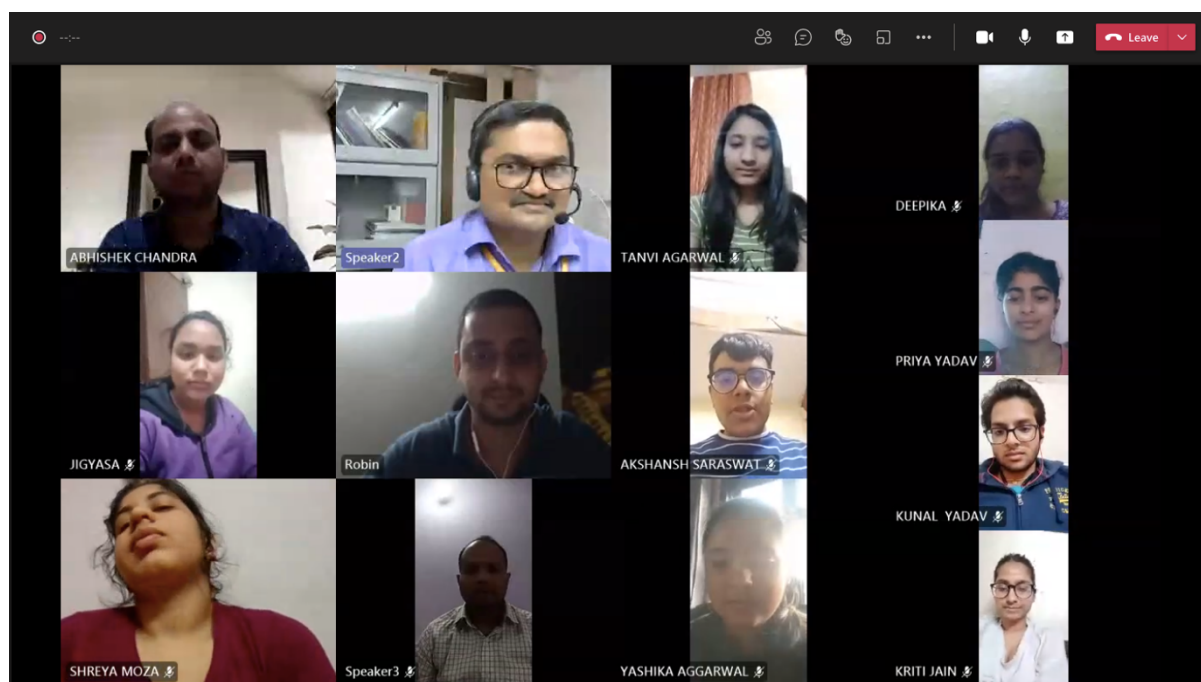 --:--
Leave
ABHISHEK CHANDRA
Speaker2
TANVI AGARWAL
DEEPIKA
PRIYA YADAV
JIGYASA
Robin
AKSHANSH SARASWAT
KUNAL YADAV
SHREYA MOZA
Speaker3
YASHIKA AGGARWAL
KRITI JAIN